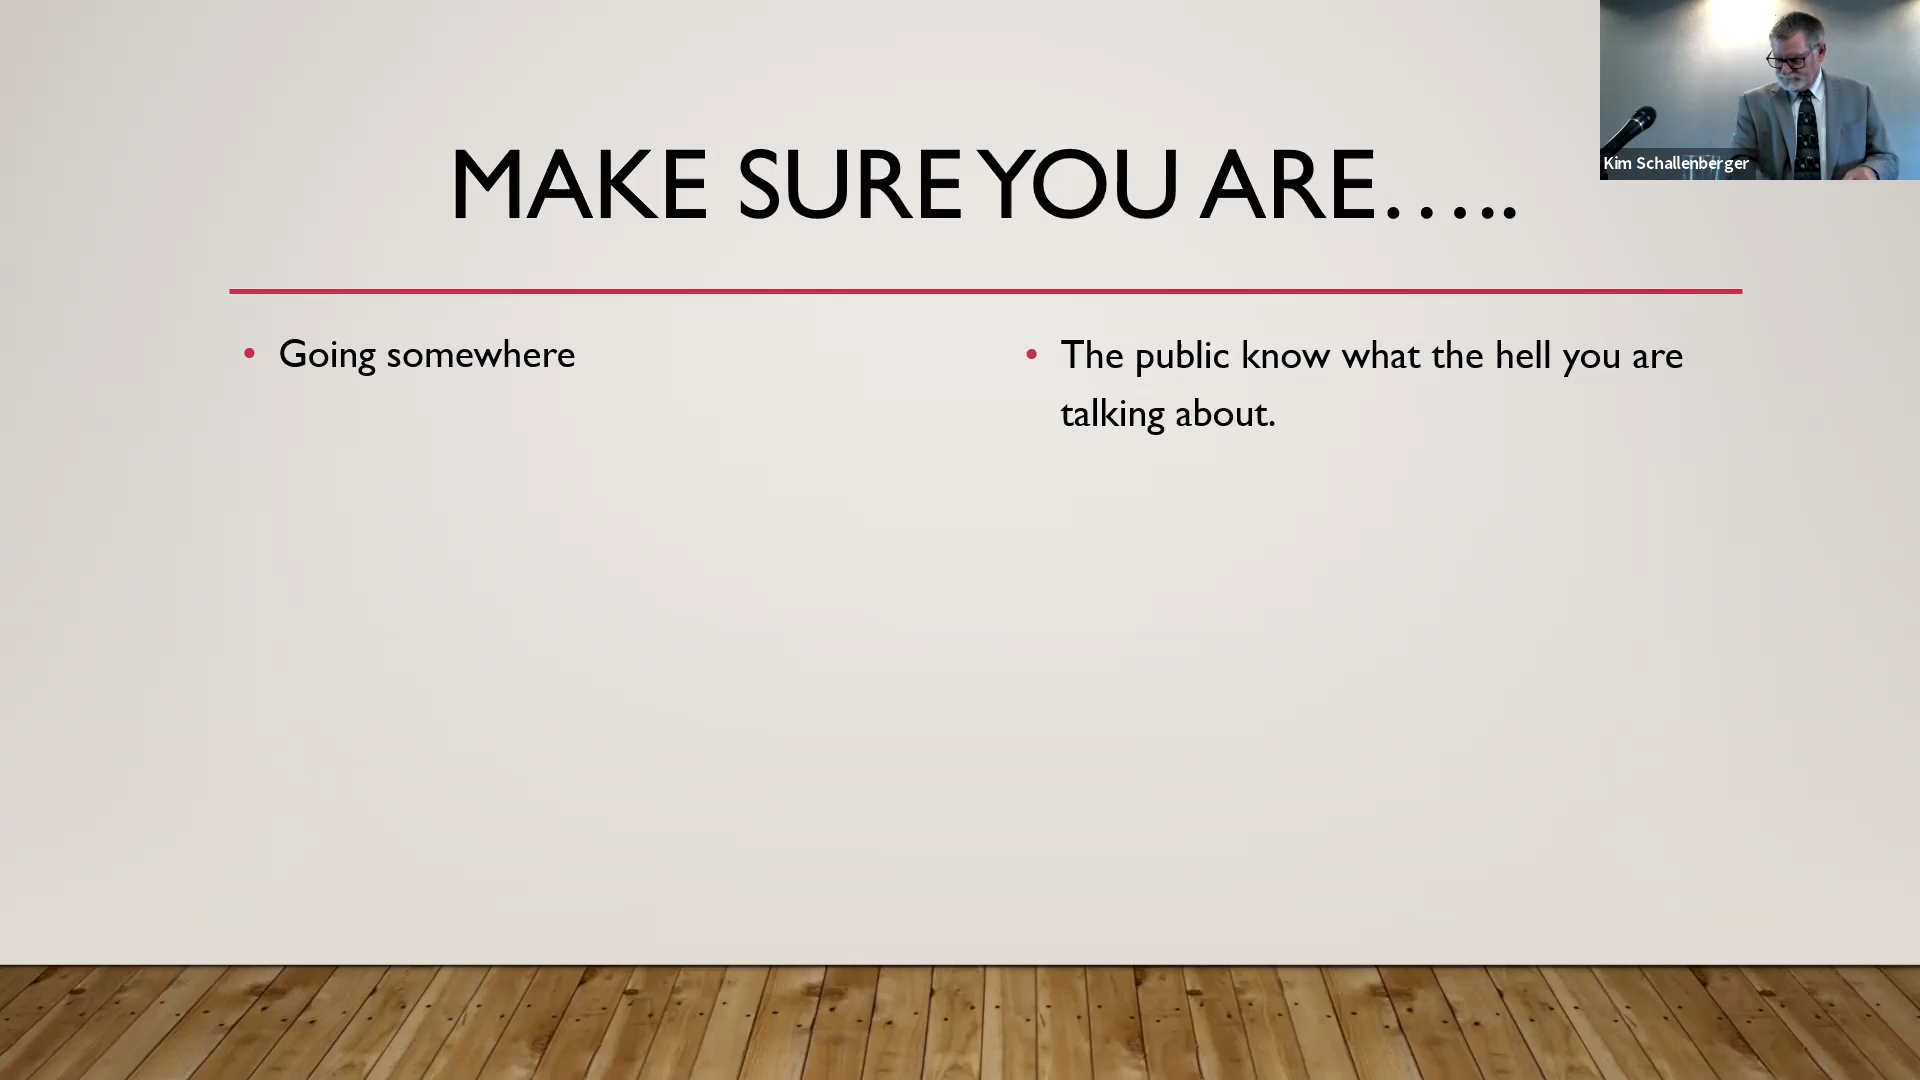 MAKE SURE YOU ARE…..
Kim Schallenberger
• Going somewhere
• The public know what the hell you are
talking about.